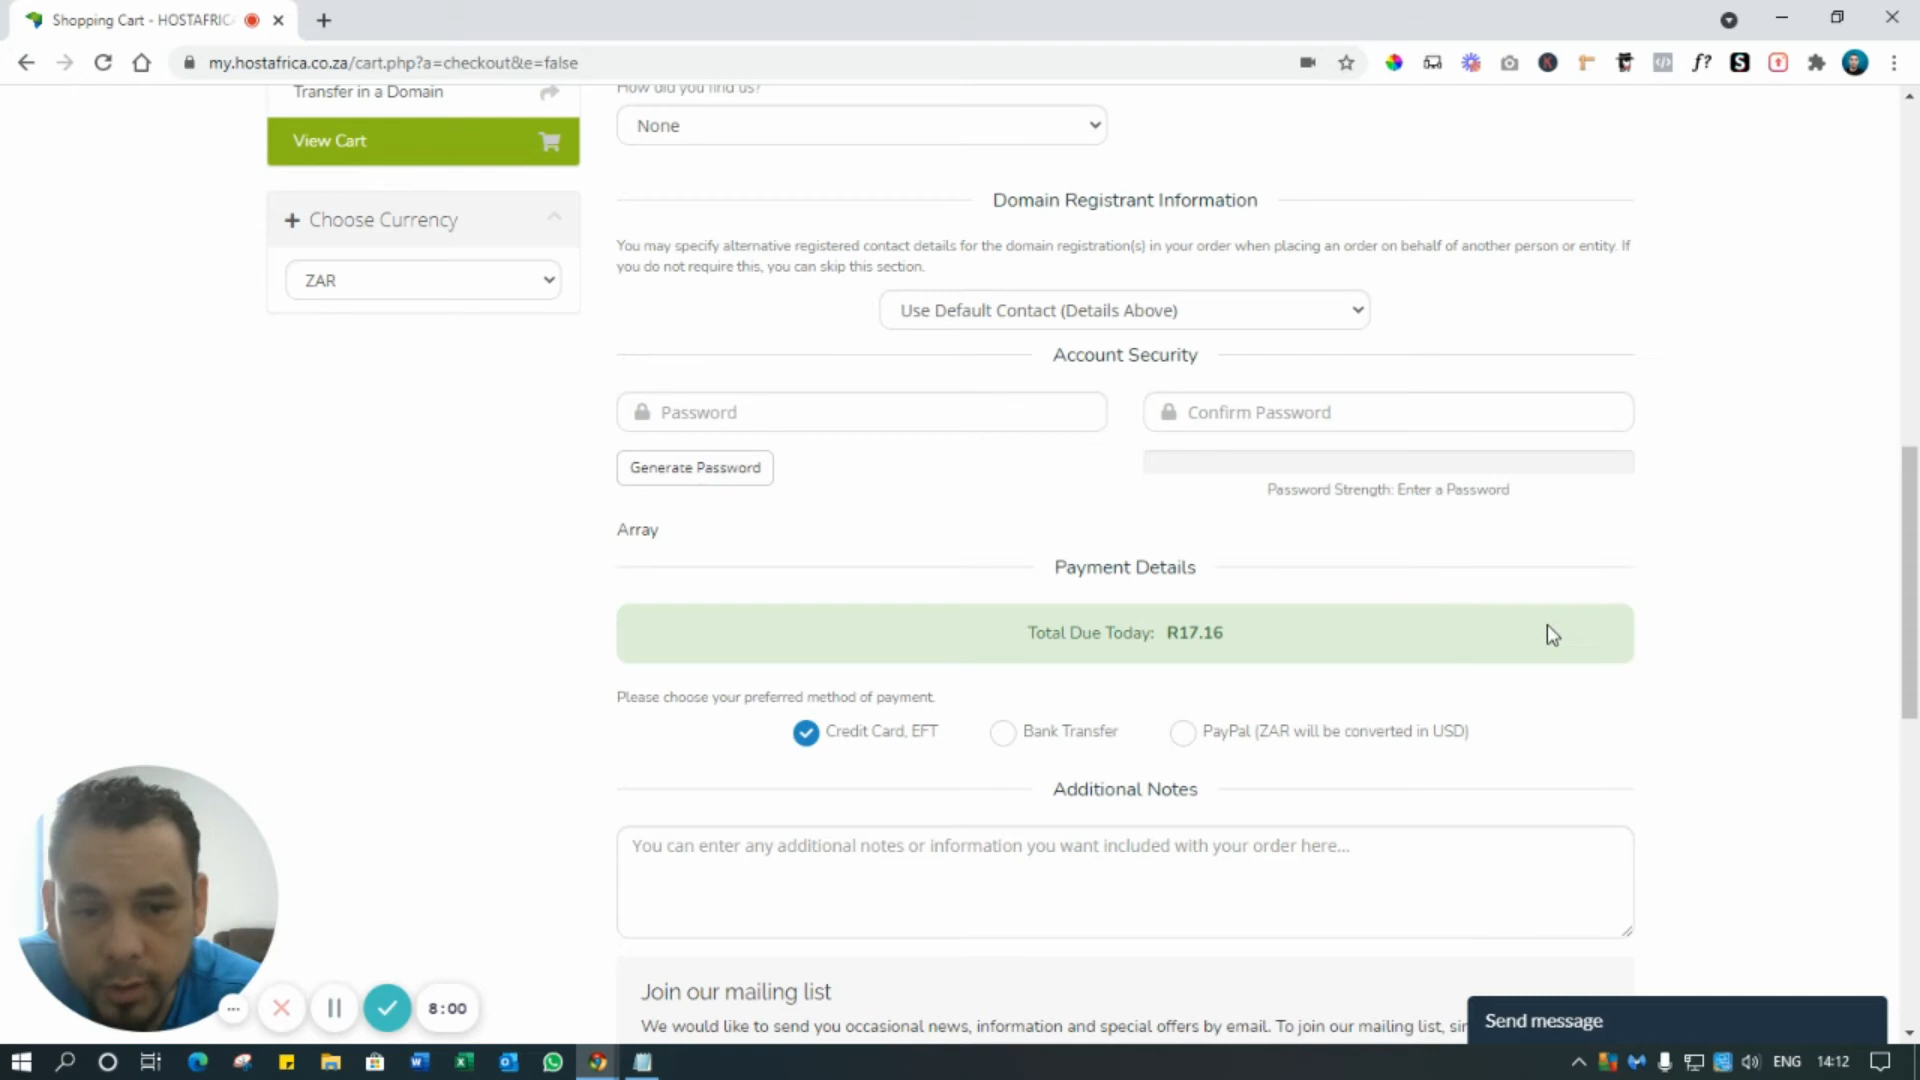 Shopping Cart - HOSTAFRIC
my.hostafrica.co.za/cart.php?a=checkout&e=false
Transfer in a Domain
View Cart
Choose Currency
ZAR
How did you find us?
None
Domain Registrant Information
You may specify alternative registered contact details for the domain registration(s) in your order when placing an order on behalf of another person or entity. If
you do not require this, you can skip this section.
Use Default Contact (Details Above)
Account Security
Password
Confirm Password
Generate Password
Password Strength: Enter a Password
Array
Payment Details
Total Due Today: R17.16
Please choose your preferred method of payment.
Credit Card, EFT
Bank Transfer
PayPal (ZAR will be converted in USD)
Additional Notes
You can enter any additional notes or information you want included with your order here...
Join our mailing list
We would like to send you occasional news, information and special offers by email. To join our mailing list, si
Send message
8:00
ENG
14:12